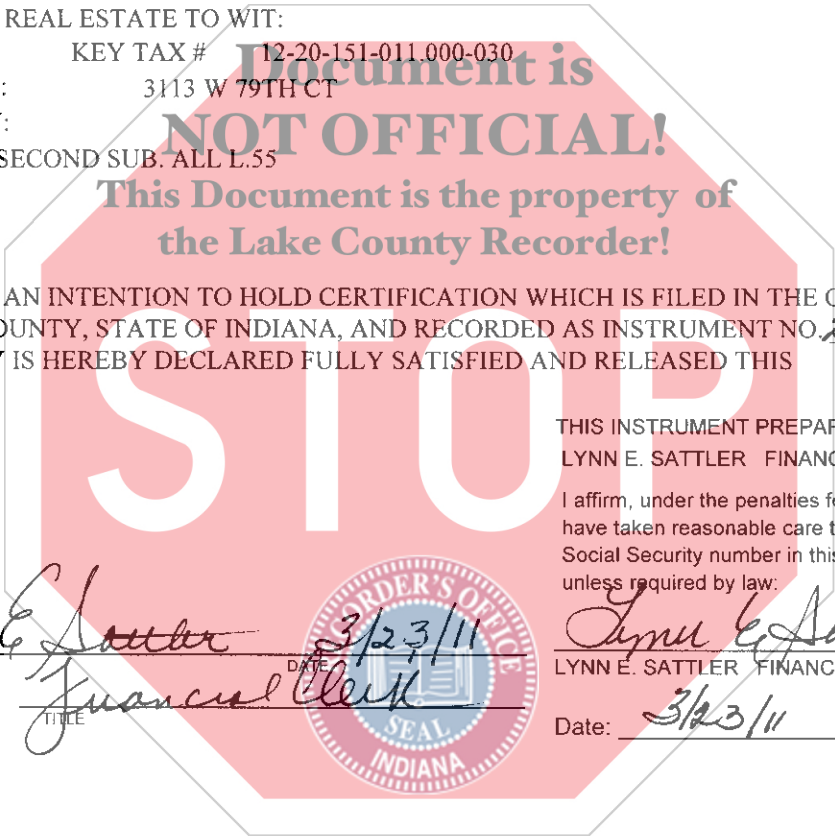 REAL ESTATE TO WIT:
KEY TAX # 12-20-151-011.000-030
Document is
: 3113 W 79TH CT
:
NOT OFFICIAL!
SECOND SUB. ALL L.55
This Document is the property of
the Lake County Recorder!
AN INTENTION TO HOLD CERTIFICATION WHICH IS FILED IN THE
OUNTY, STATE OF INDIANA, AND RECORDED AS INSTRUMENT NO.
IS HEREBY DECLARED FULLY SATISFIED AND RELEASED THIS
STOP
THIS INSTRUMENT PREPAR
LYNN E. SATTLER FINANC
I affirm, under the penalties f
have taken reasonable care t
Social Security number in this
unless required by law:
E Sattler 3/23/11
DATE
Financial Clerk
TITLE
Lynn E Sa
LYNN E. SATTLER FINANC
Date: 3/23/11
RECORDER'S OFFICE
SEAL
INDIANA